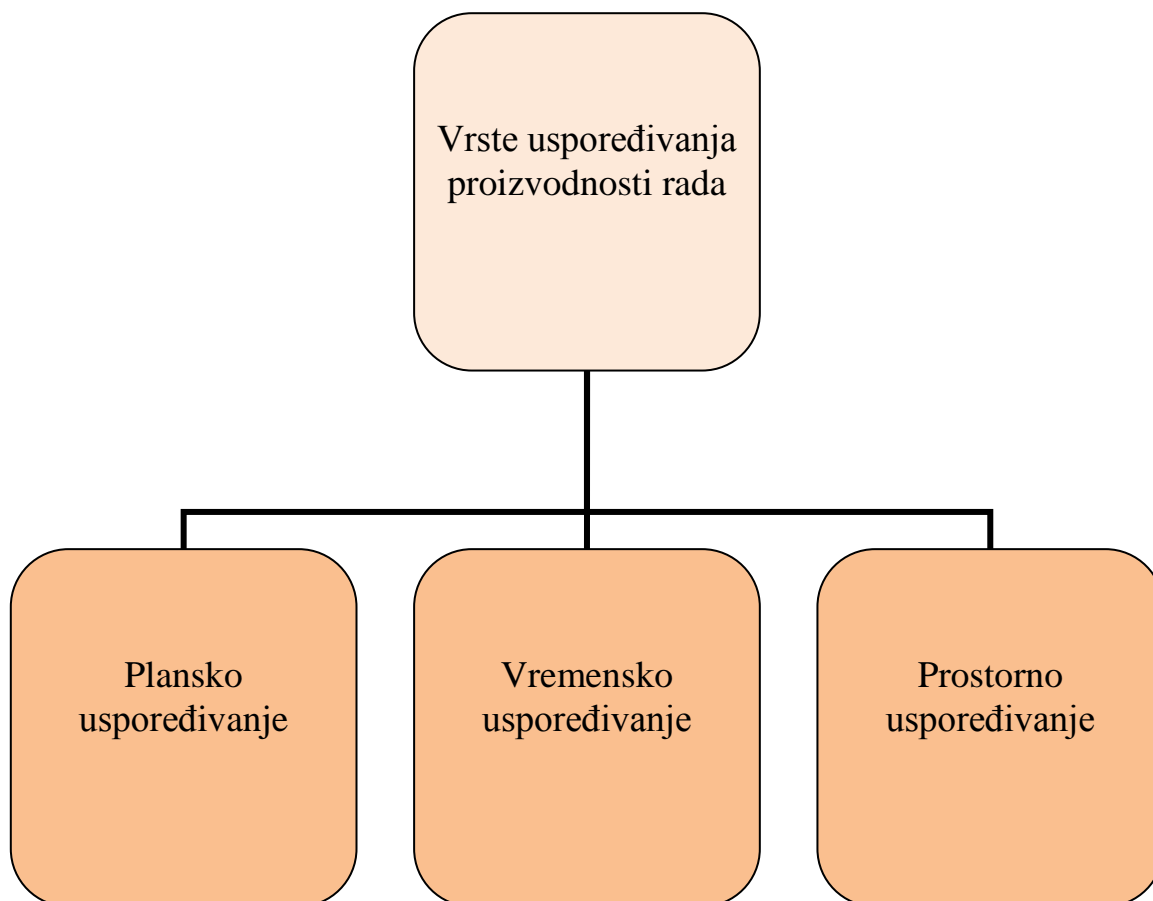 Vrste uspoređivanja
proizvodnosti rada
Plansko
uspoređivanje
Vremensko
uspoređivanje
Prostorno
uspoređivanje